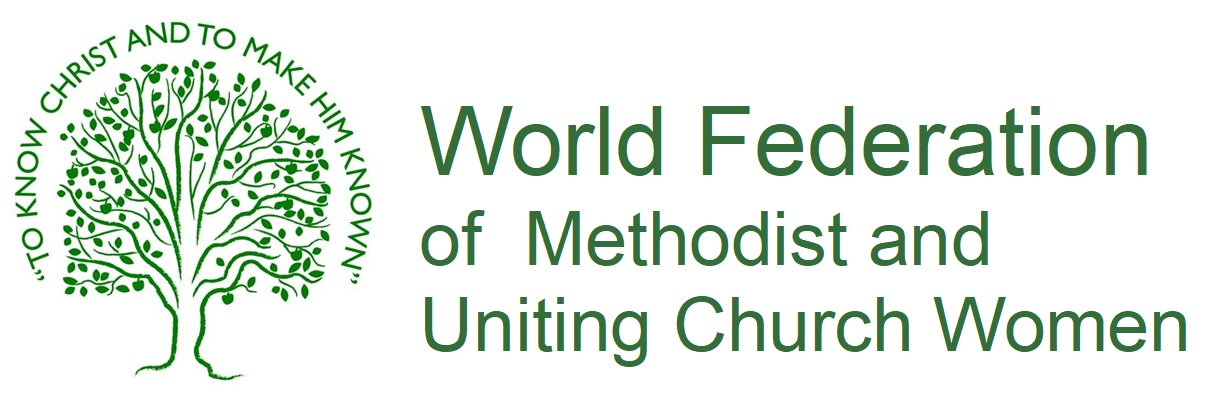 “TO KNOW CHRIST AND TO MAKE HIM KNOWN”
World Federation
of Methodist and
Uniting Church Women